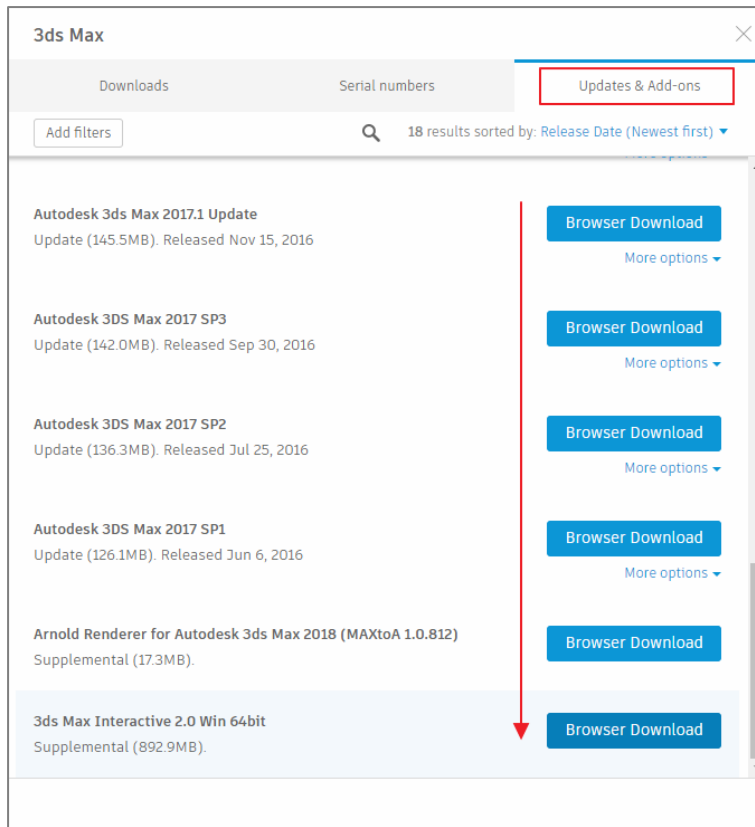 3ds Max
Downloads
Serial numbers
Updates & Add-ons
Add filters
18 results sorted by: Release Date (Newest first)
More options
Autodesk 3ds Max 2017.1 Update
Update (145.5MB). Released Nov 15, 2016
Browser Download
More options
Autodesk 3DS Max 2017 SP3
Update (142.0MB). Released Sep 30, 2016
Browser Download
More options
Autodesk 3DS Max 2017 SP2
Update (136.3MB). Released Jul 25, 2016
Browser Download
More options
Autodesk 3DS Max 2017 SP1
Update (126.1MB). Released Jun 6, 2016
Browser Download
More options
Arnold Renderer for Autodesk 3ds Max 2018 (MAXtoA 1.0.812)
Supplemental (17.3MB).
Browser Download
3ds Max Interactive 2.0 Win 64bit
Supplemental (892.9MB).
Browser Download